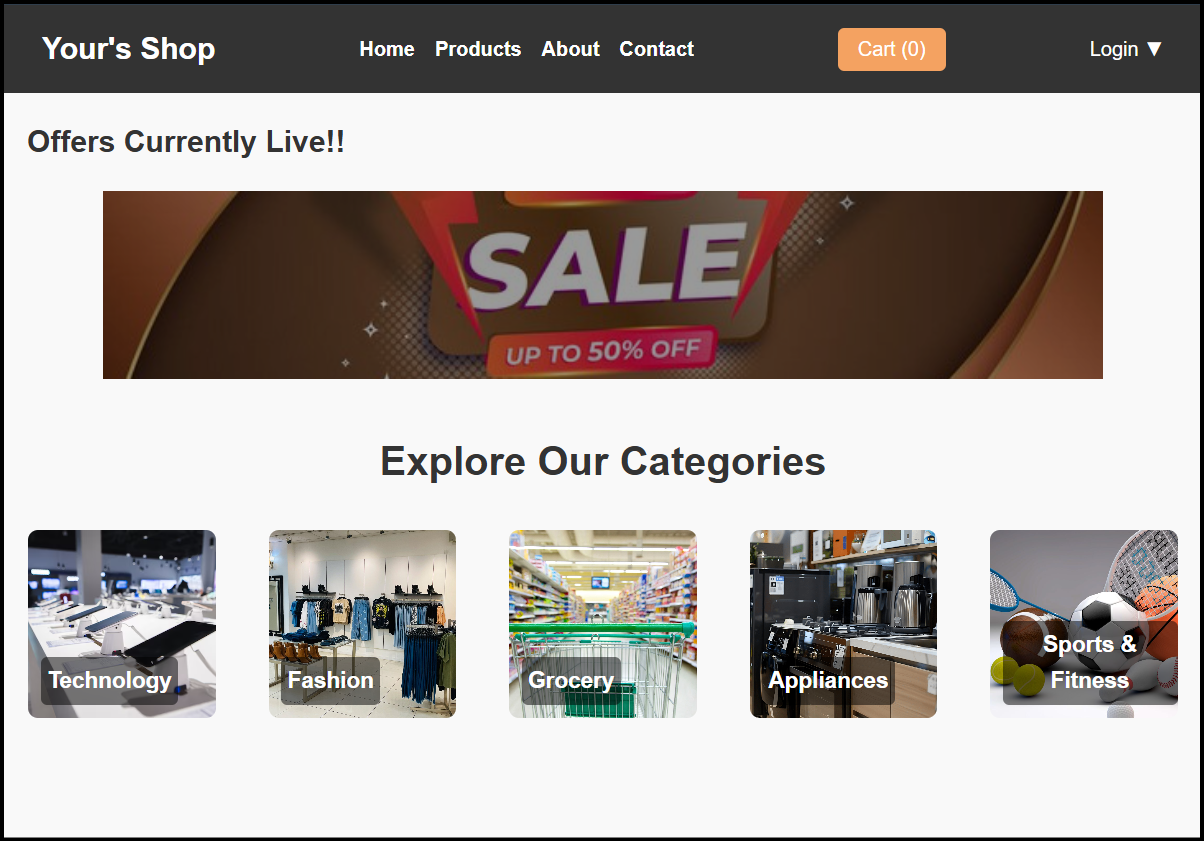 Your's Shop
Home Products About Contact
Cart (0)
Login ▼
Offers Currently Live!!
SALE
UP TO 50% OFF
Explore Our Categories
Technology
Fashion
Grocery
Appliances
Sports &
Fitness